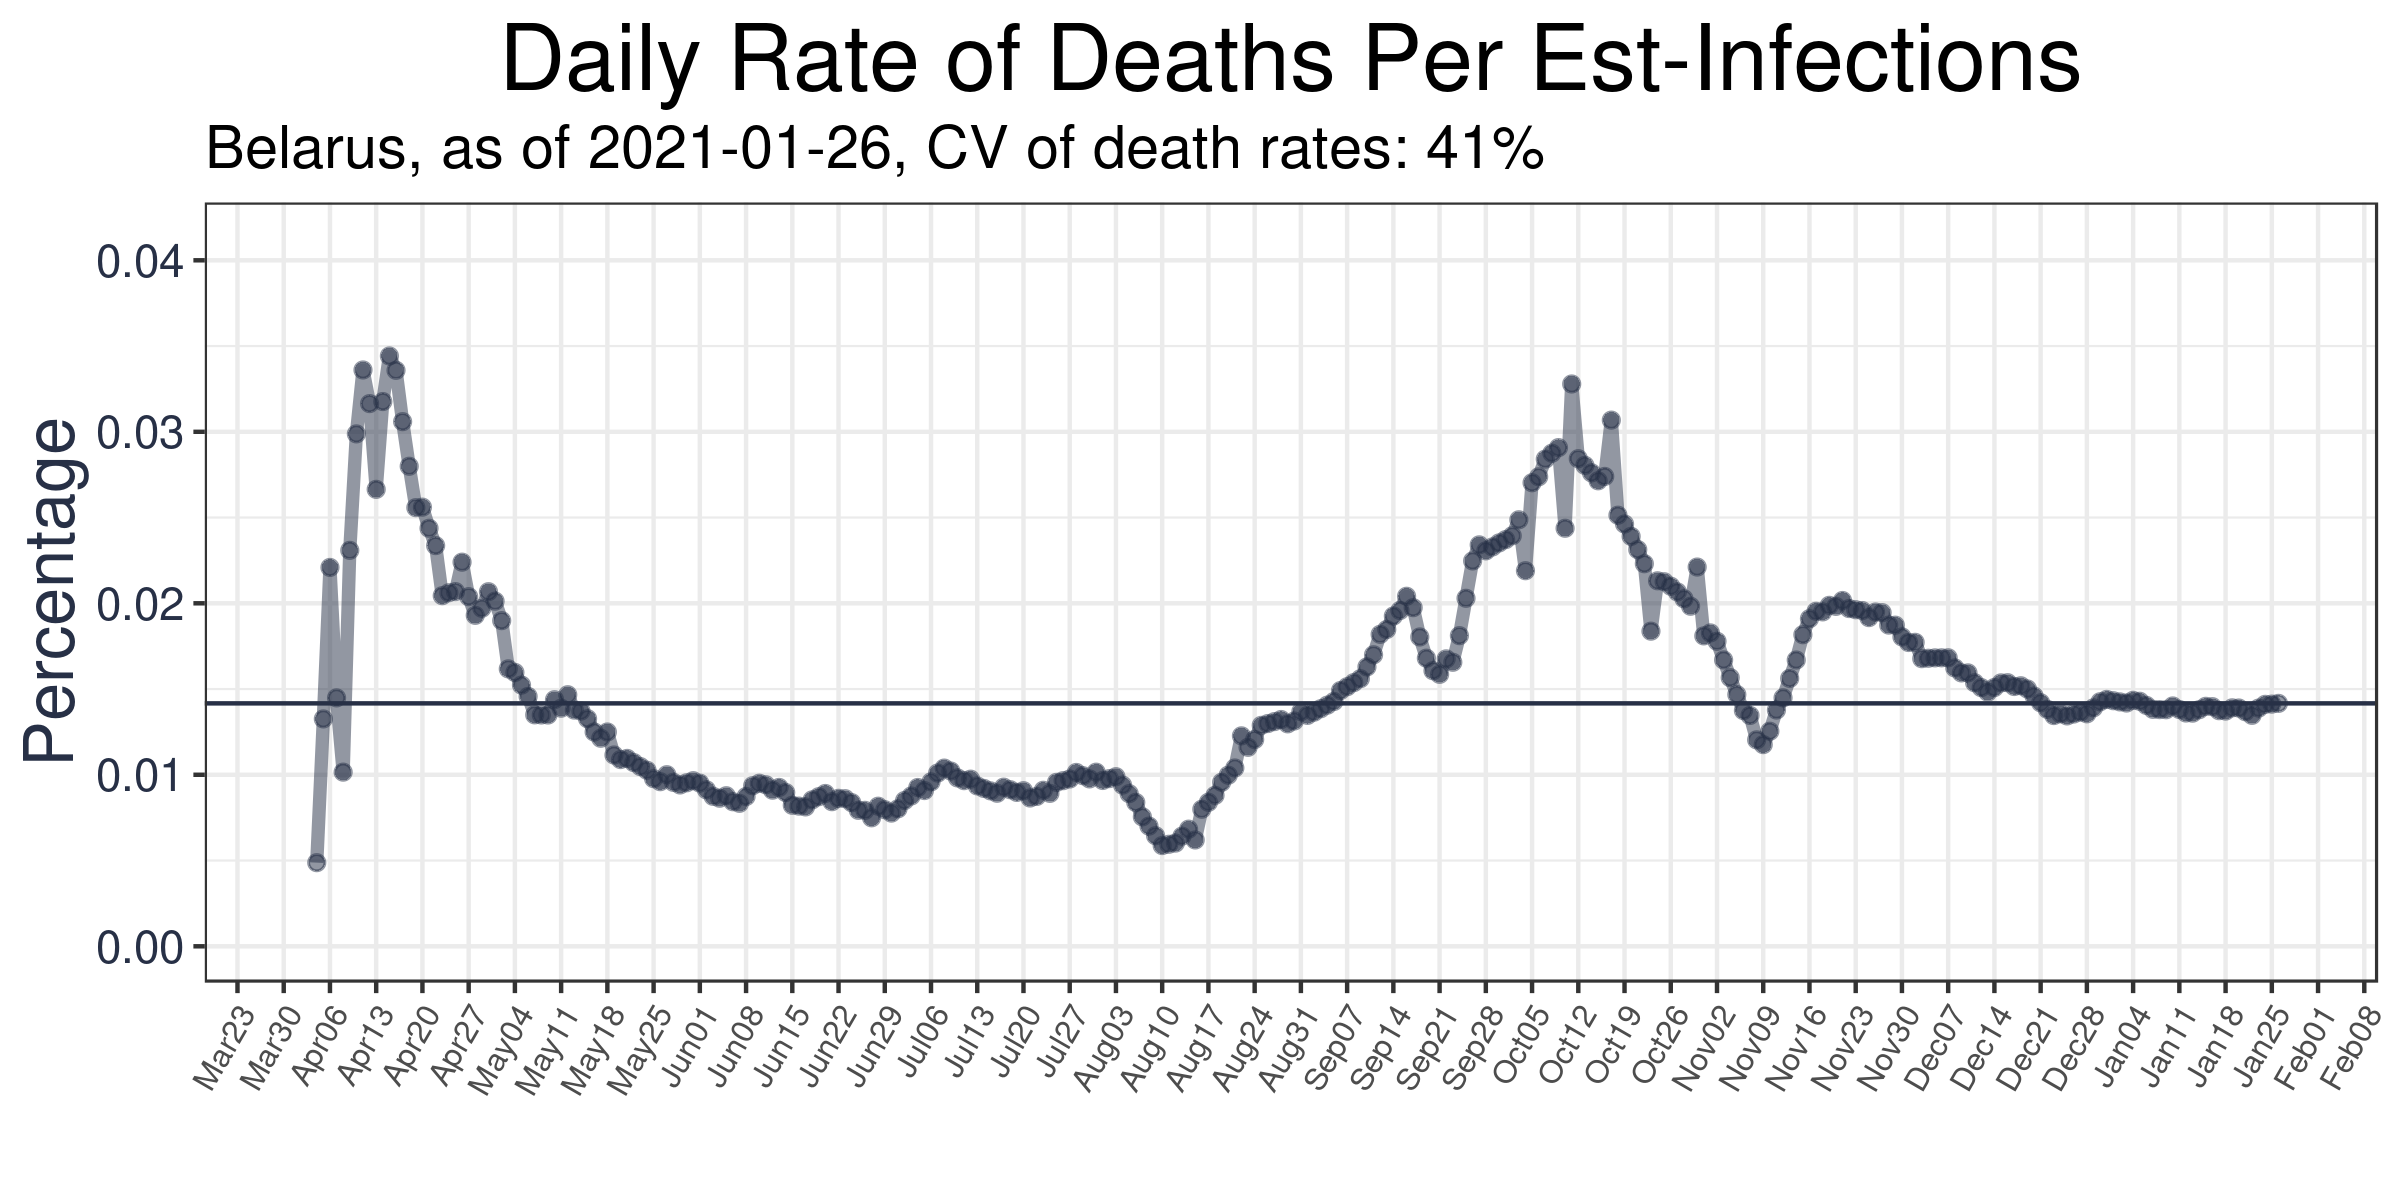 Daily Rate of Deaths Per Est-Infections
Belarus, as of 2021-01-26, CV of death rates: 41%
Percentage
0.04
0.03
0.02
0.01
0.00
Mar23
Mar30
Apr06
Apr13
Apr20
Apr27
May04
May11
May18
May25
Jun01
Jun08
Jun15
Jun22
Jun29
Jul06
Jul13
Jul20
Jul27
Aug03
Aug10
Aug17
Aug24
Aug31
Sep07
Sep14
Sep21
Sep28
Oct05
Oct12
Oct19
Oct26
Nov02
Nov09
Nov16
Nov23
Nov30
Dec07
Dec14
Dec21
Dec28
Jan04
Jan11
Jan18
Jan25
Feb01
Feb08